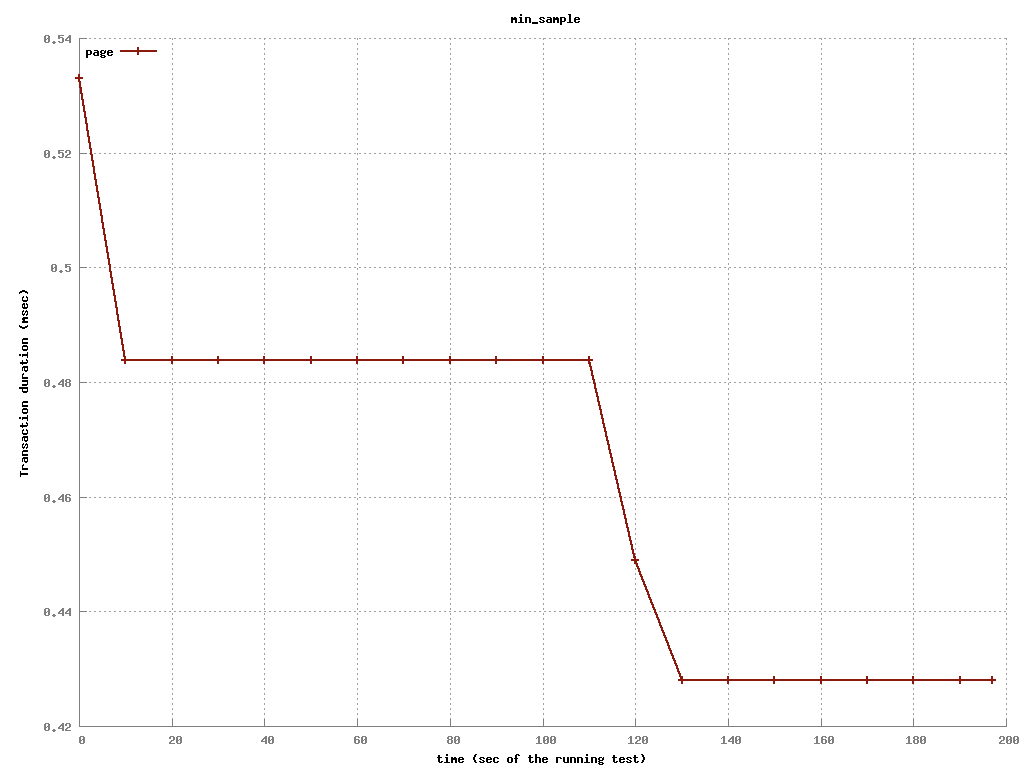 min_sample
page
0.54
0.52
0.5
0.48
0.46
0.44
0.42
Transaction duration (msec)
0 20 40 60 80 100 120 140 160 180 200
time (sec of the running test)